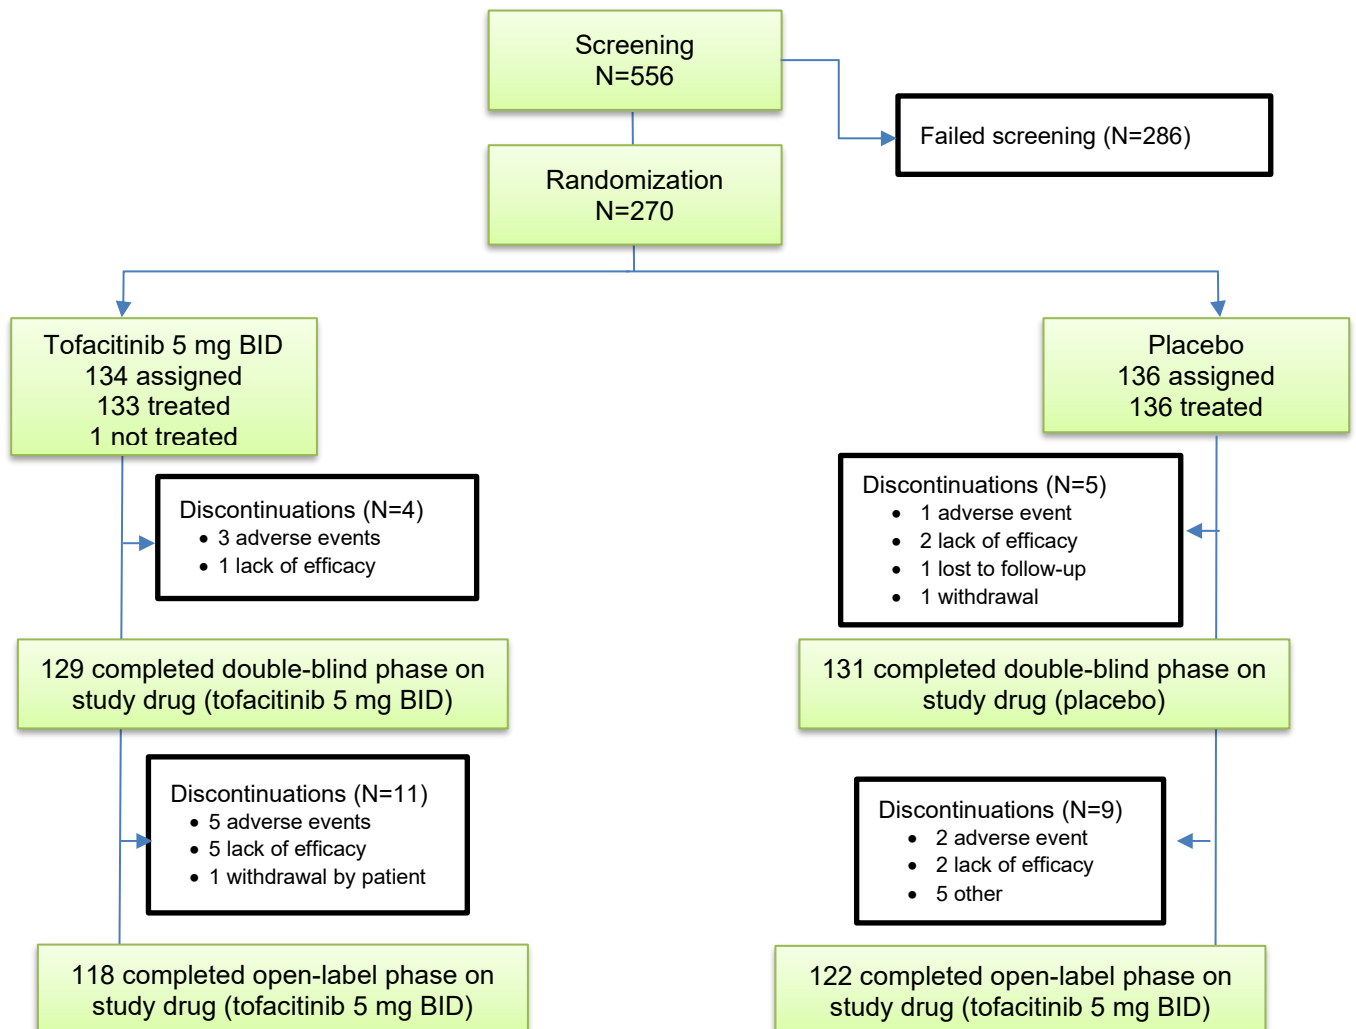 Screening
N=556
Failed screening (N=286)
Randomization
N=270
Tofacitinib 5 mg BID
134 assigned
133 treated
1 not treated
Placebo
136 assigned
136 treated
Discontinuations (N=4)
• 3 adverse events
• 1 lack of efficacy
Discontinuations (N=5)
• 1 adverse event
• 2 lack of efficacy
• 1 lost to follow-up
• 1 withdrawal
129 completed double-blind phase on
study drug (tofacitinib 5 mg BID)
131 completed double-blind phase on
study drug (placebo)
Discontinuations (N=11)
• 5 adverse events
• 5 lack of efficacy
• 1 withdrawal by patient
Discontinuations (N=9)
• 2 adverse event
• 2 lack of efficacy
• 5 other
118 completed open-label phase on
study drug (tofacitinib 5 mg BID)
122 completed open-label phase on
study drug (tofacitinib 5 mg BID)